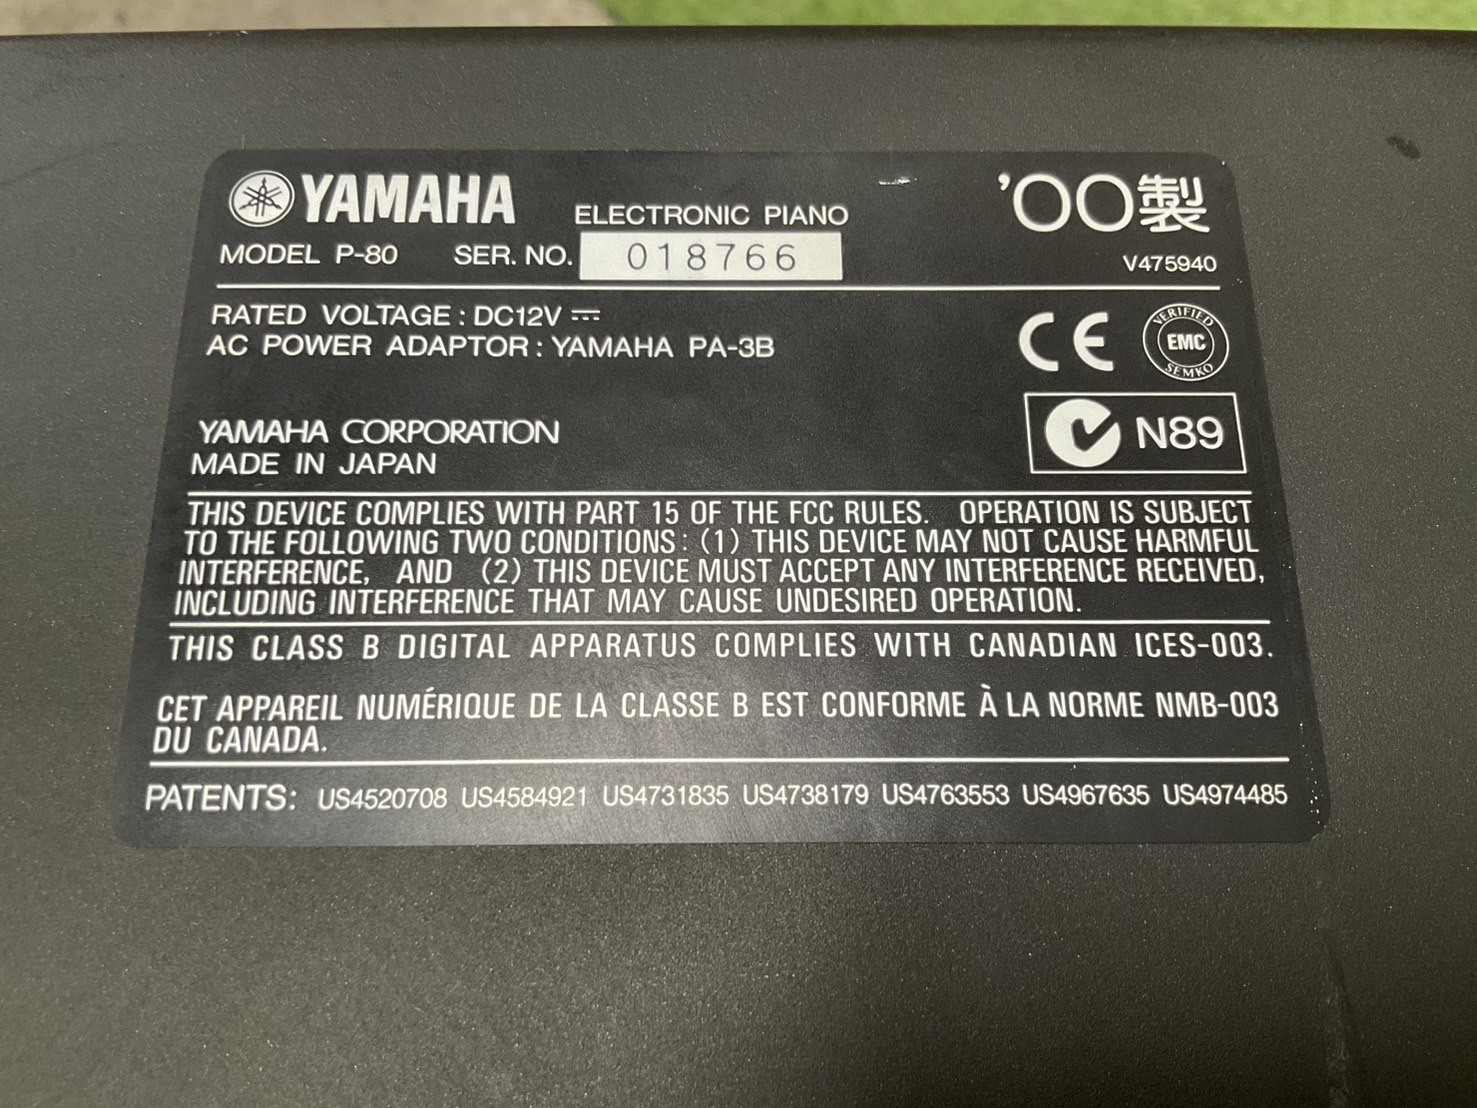 YAMAHA ELECTRONIC PIANO '00製
MODEL P-80 SER. NO. 018766 V475940
RATED VOLTAGE : DC12V
AC POWER ADAPTOR : YAMAHA PA-3B
CE
VERIFIED
EMC
SEMKO
N89
YAMAHA CORPORATION
MADE IN JAPAN
THIS DEVICE COMPLIES WITH PART 15 OF THE FCC RULES. OPERATION IS SUBJECT
TO THE FOLLOWING TWO CONDITIONS : (1) THIS DEVICE MAY NOT CAUSE HARMFUL
INTERFERENCE, AND (2) THIS DEVICE MUST ACCEPT ANY INTERFERENCE RECEIVED,
INCLUDING INTERFERENCE THAT MAY CAUSE UNDESIRED OPERATION.
THIS CLASS B DIGITAL APPARATUS COMPLIES WITH CANADIAN ICES-003.
CET APPAREIL NUMÉRIQUE DE LA CLASSE B EST CONFORME À LA NORME NMB-003
DU CANADA.
PATENTS: US4520708 US4584921 US4731835 US4738179 US4763553 US4967635 US4974485